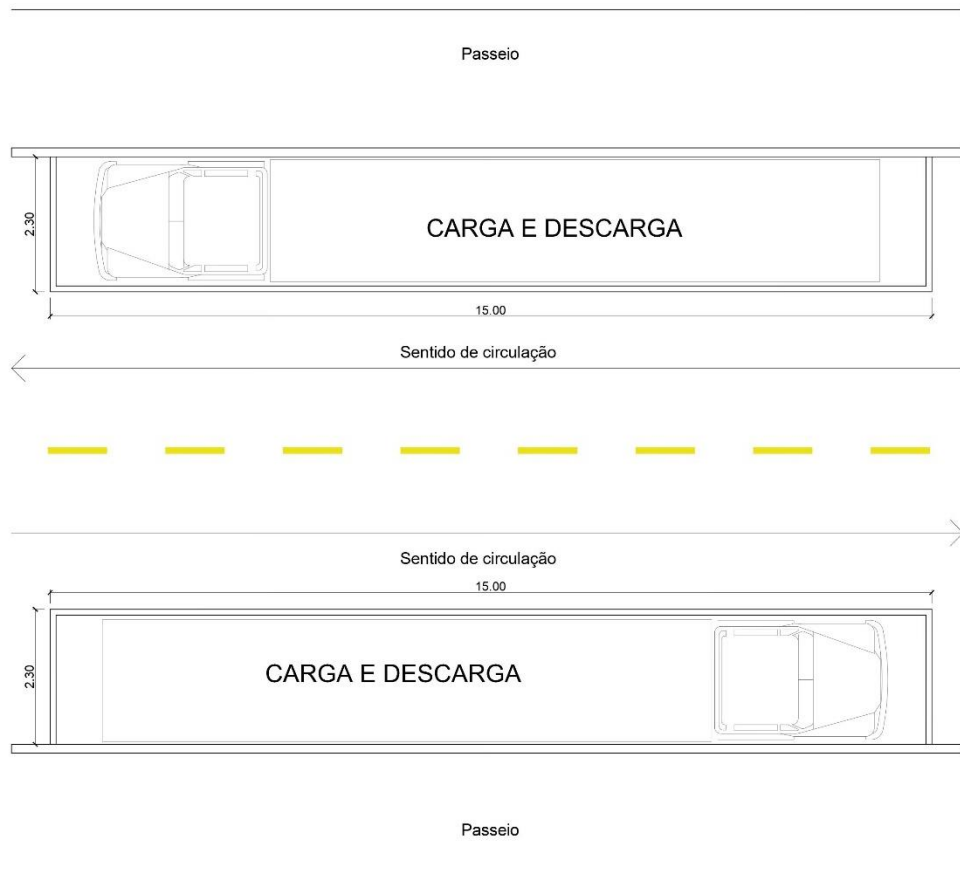 Passeio
2.30
CARGA E DESCARGA
15.00
Sentido de circulação
Sentido de circulação
15.00
2.30
CARGA E DESCARGA
Passeio